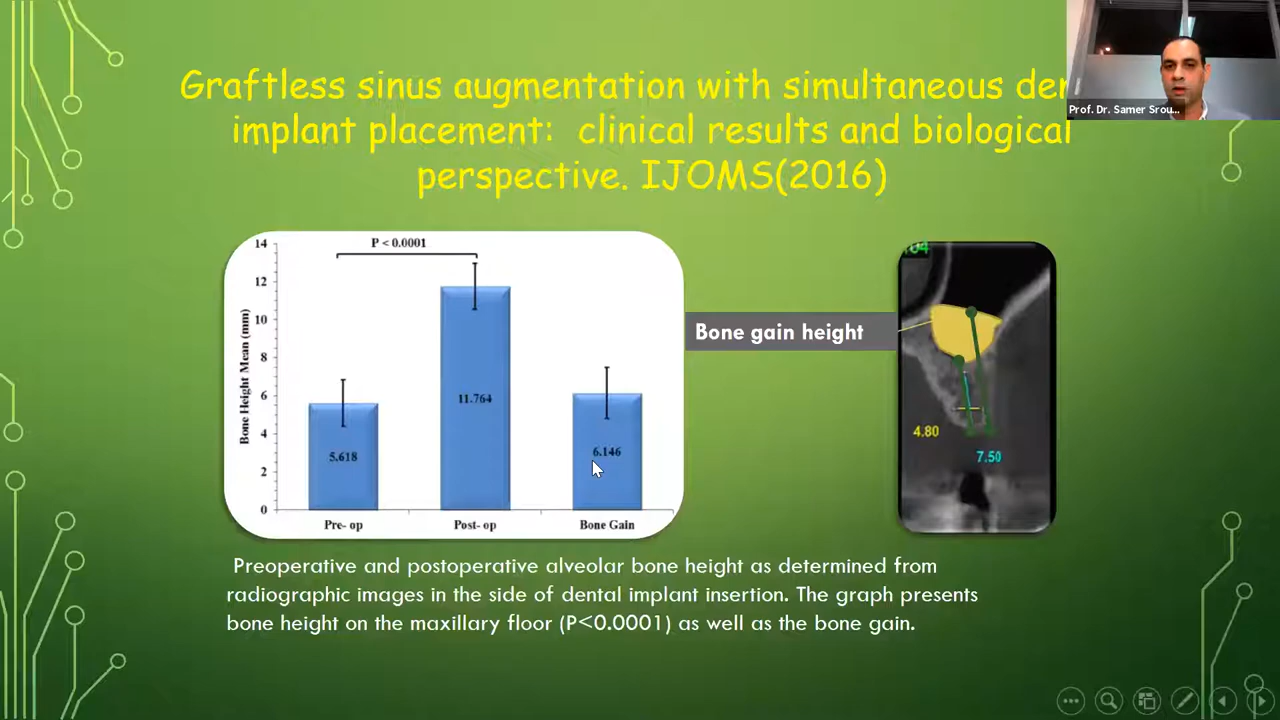 Graftless sinus augmentation with simultaneous den
implant placement: clinical results and biological
perspective. IJOMS(2016)
Prof. Dr. Samer Srou...
P < 0.0001
14
12
10
8
6
4
2
0
Bone Height Mean (mm)
5.618
11.764
6.146
Pre- op
Post- op
Bone Gain
Bone gain height
04
4.80
7.50
Preoperative and postoperative alveolar bone height as determined from
radiographic images in the side of dental implant insertion. The graph presents
bone height on the maxillary floor (P<0.0001) as well as the bone gain.